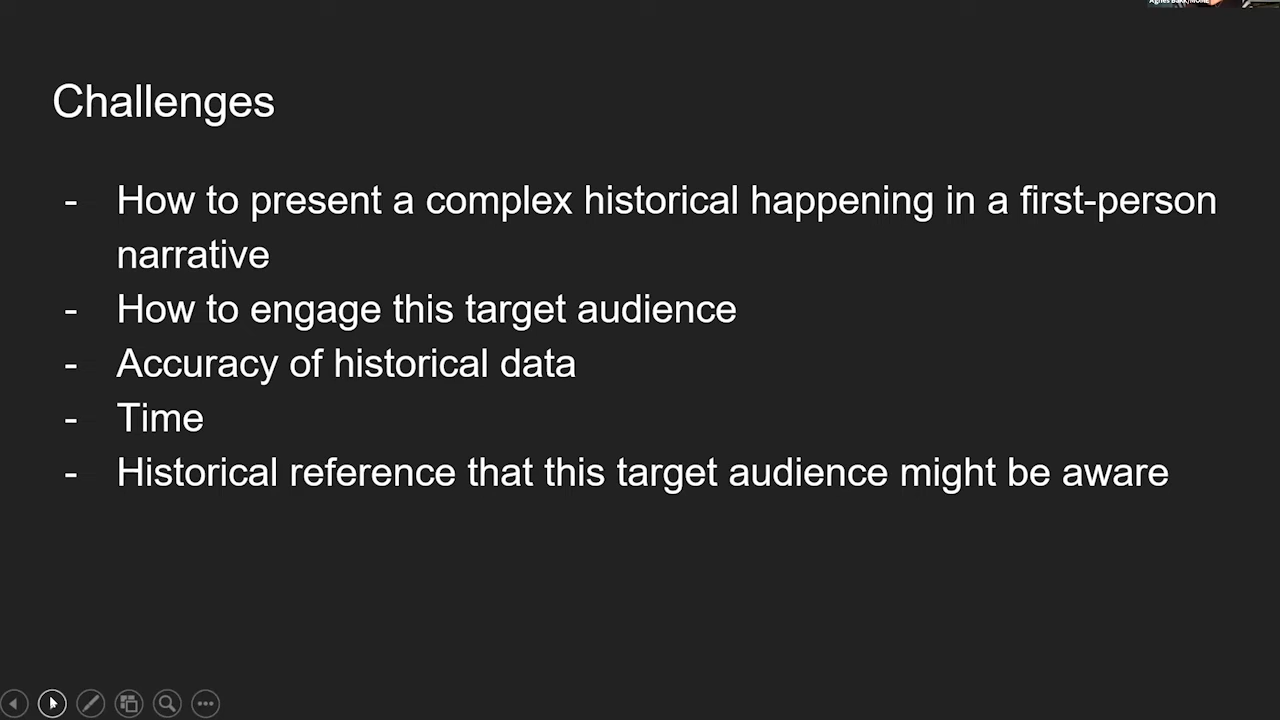 Challenges
- How to present a complex historical happening in a first-person
narrative
- How to engage this target audience
- Accuracy of historical data
- Time
- Historical reference that this target audience might be aware